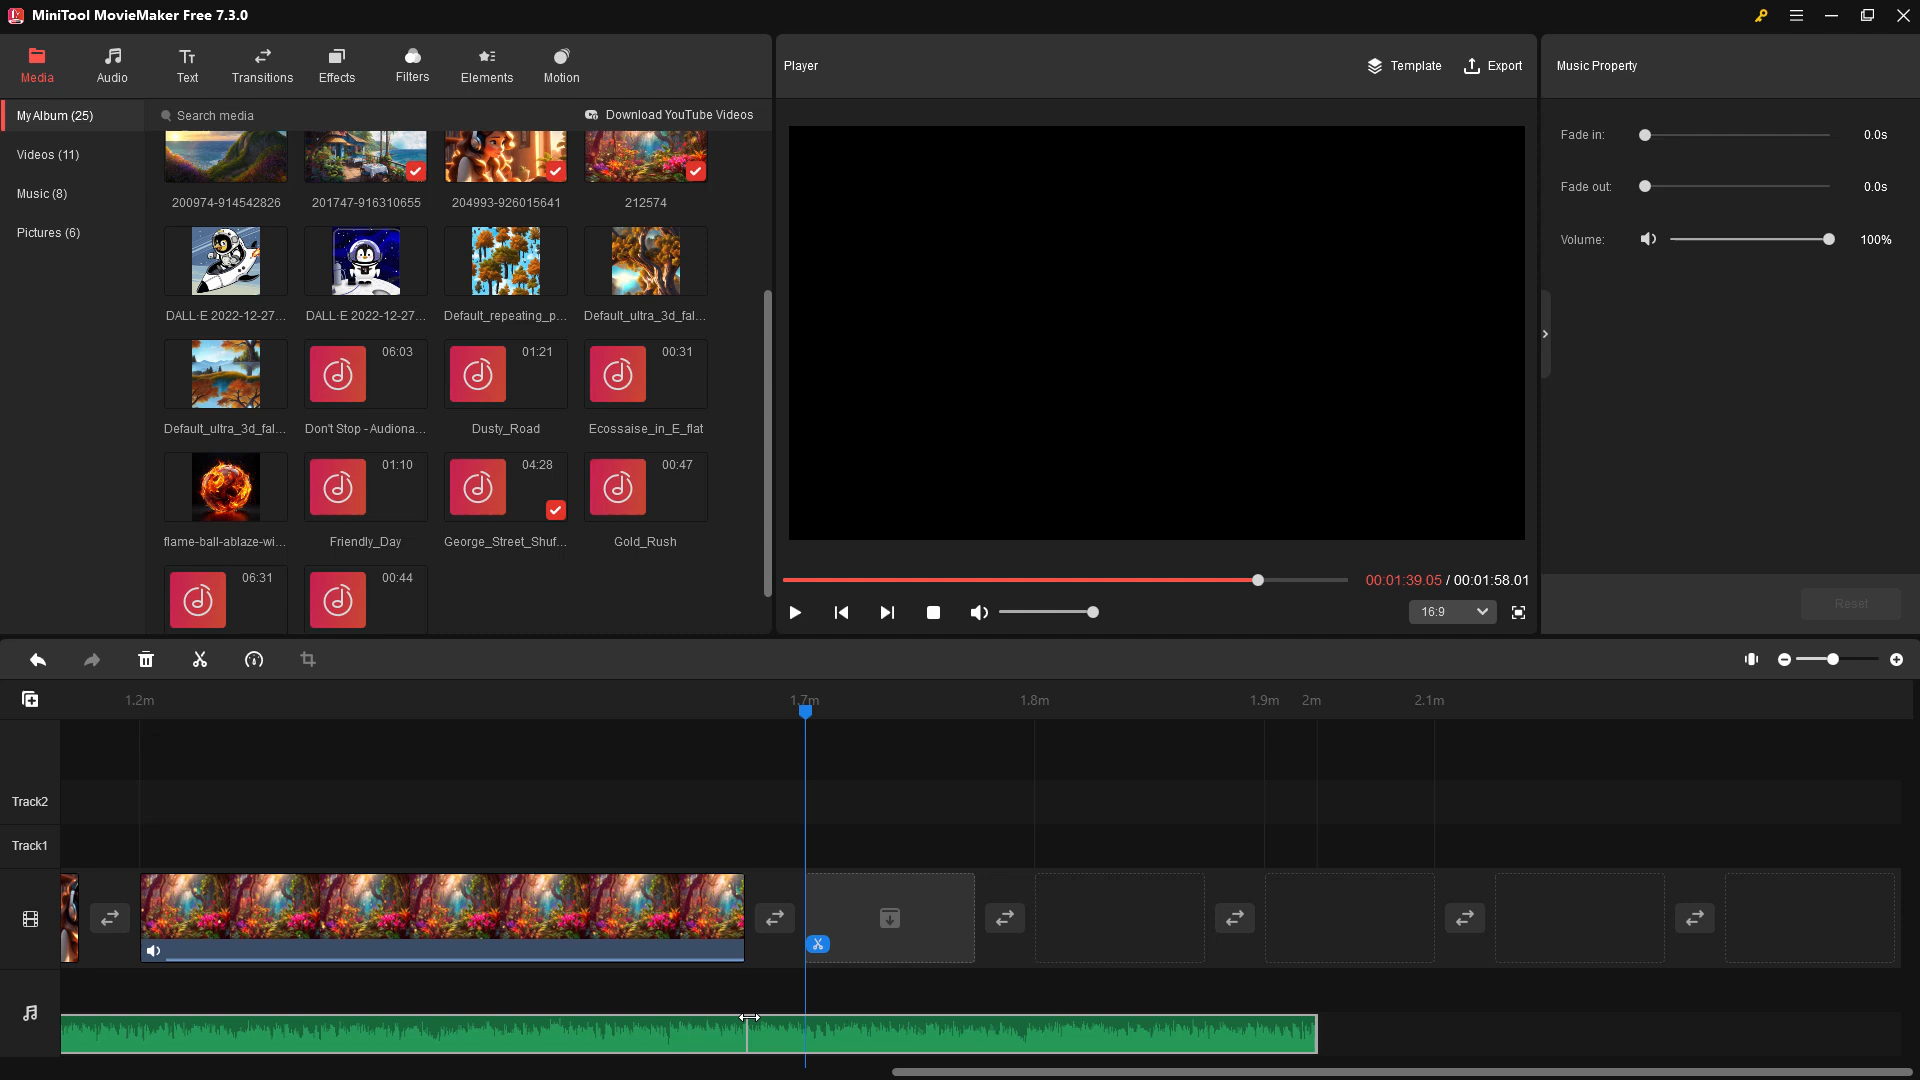 MiniTool MovieMaker Free 7.3.0
Media
Audio
Text
Transitions
Effects
Filters
Elements
Motion
Player
Template
Export
Music Property
My Album (25)
Search media
Download YouTube Videos
Videos (11)
Music (8)
Pictures (6)
200974-914542826
201747-916310655
204993-926015641
212574
DALL·E 2022-12-27...
DALL·E 2022-12-27...
Default_repeating_p...
Default_ultra_3d_fal...
06:03
01:21
00:31
Default_ultra_3d_fal...
Don't Stop - Audiona...
Dusty_Road
Ecossaise_in_E_flat
01:10
04:28
00:47
flame-ball-ablaze-wi...
Friendly_Day
George_Street_Shuf...
Gold_Rush
06:31
00:44
Fade in:
0.0s
Fade out:
0.0s
Volume:
100%
00:01:39.05 / 00:01:58.01
16:9
Reset
1.2m
1.7m
1.8m
1.9m
2m
2.1m
Track2
Track1